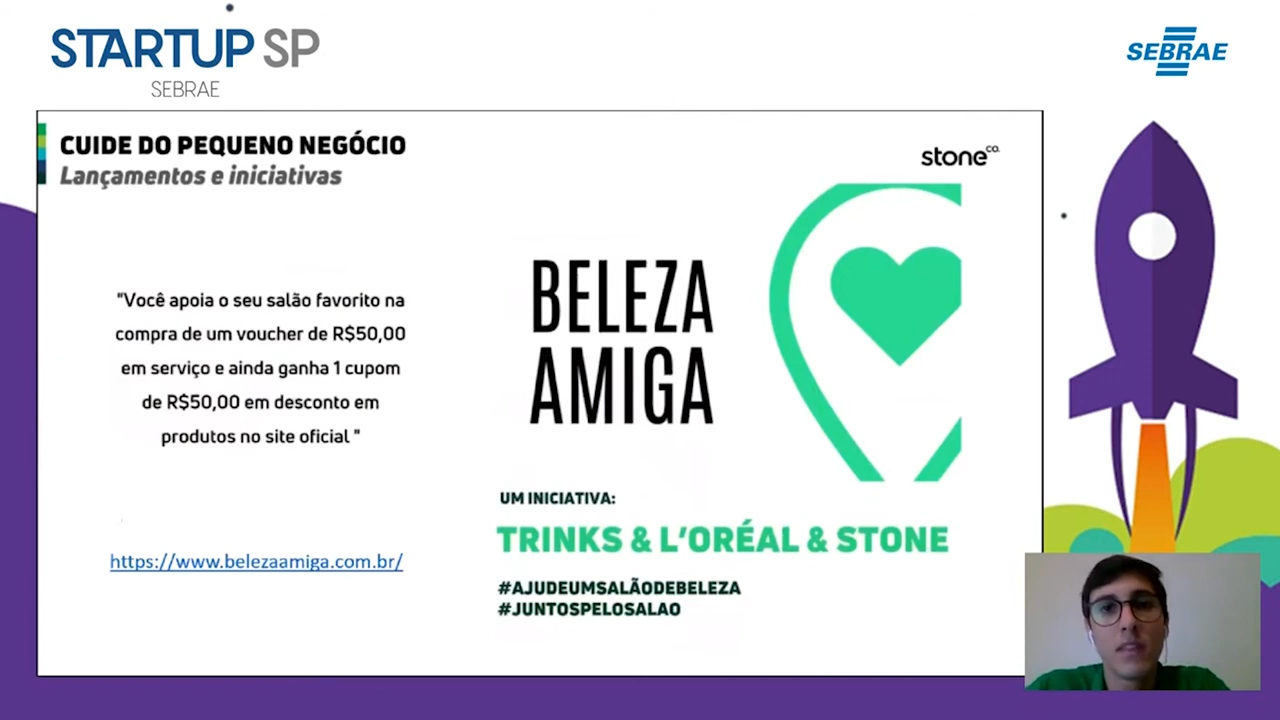 STARTUP SP
SEBRAE
SEBRAE
CUIDE DO PEQUENO NEGÓCIO
Lançamentos e iniciativas
stone co.
"Você apoia o seu salão favorito na
compra de um voucher de R$50,00
em serviço e ainda ganha 1 cupom
de R$50,00 em desconto em
produtos no site oficial "
https://www.belezaamiga.com.br/
BELEZA
AMIGA
UM INICIATIVA:
TRINKS & L'ORÉAL & STONE
#AJUDEUMSALÃODEBELEZA
#JUNTOSPELOSALAO